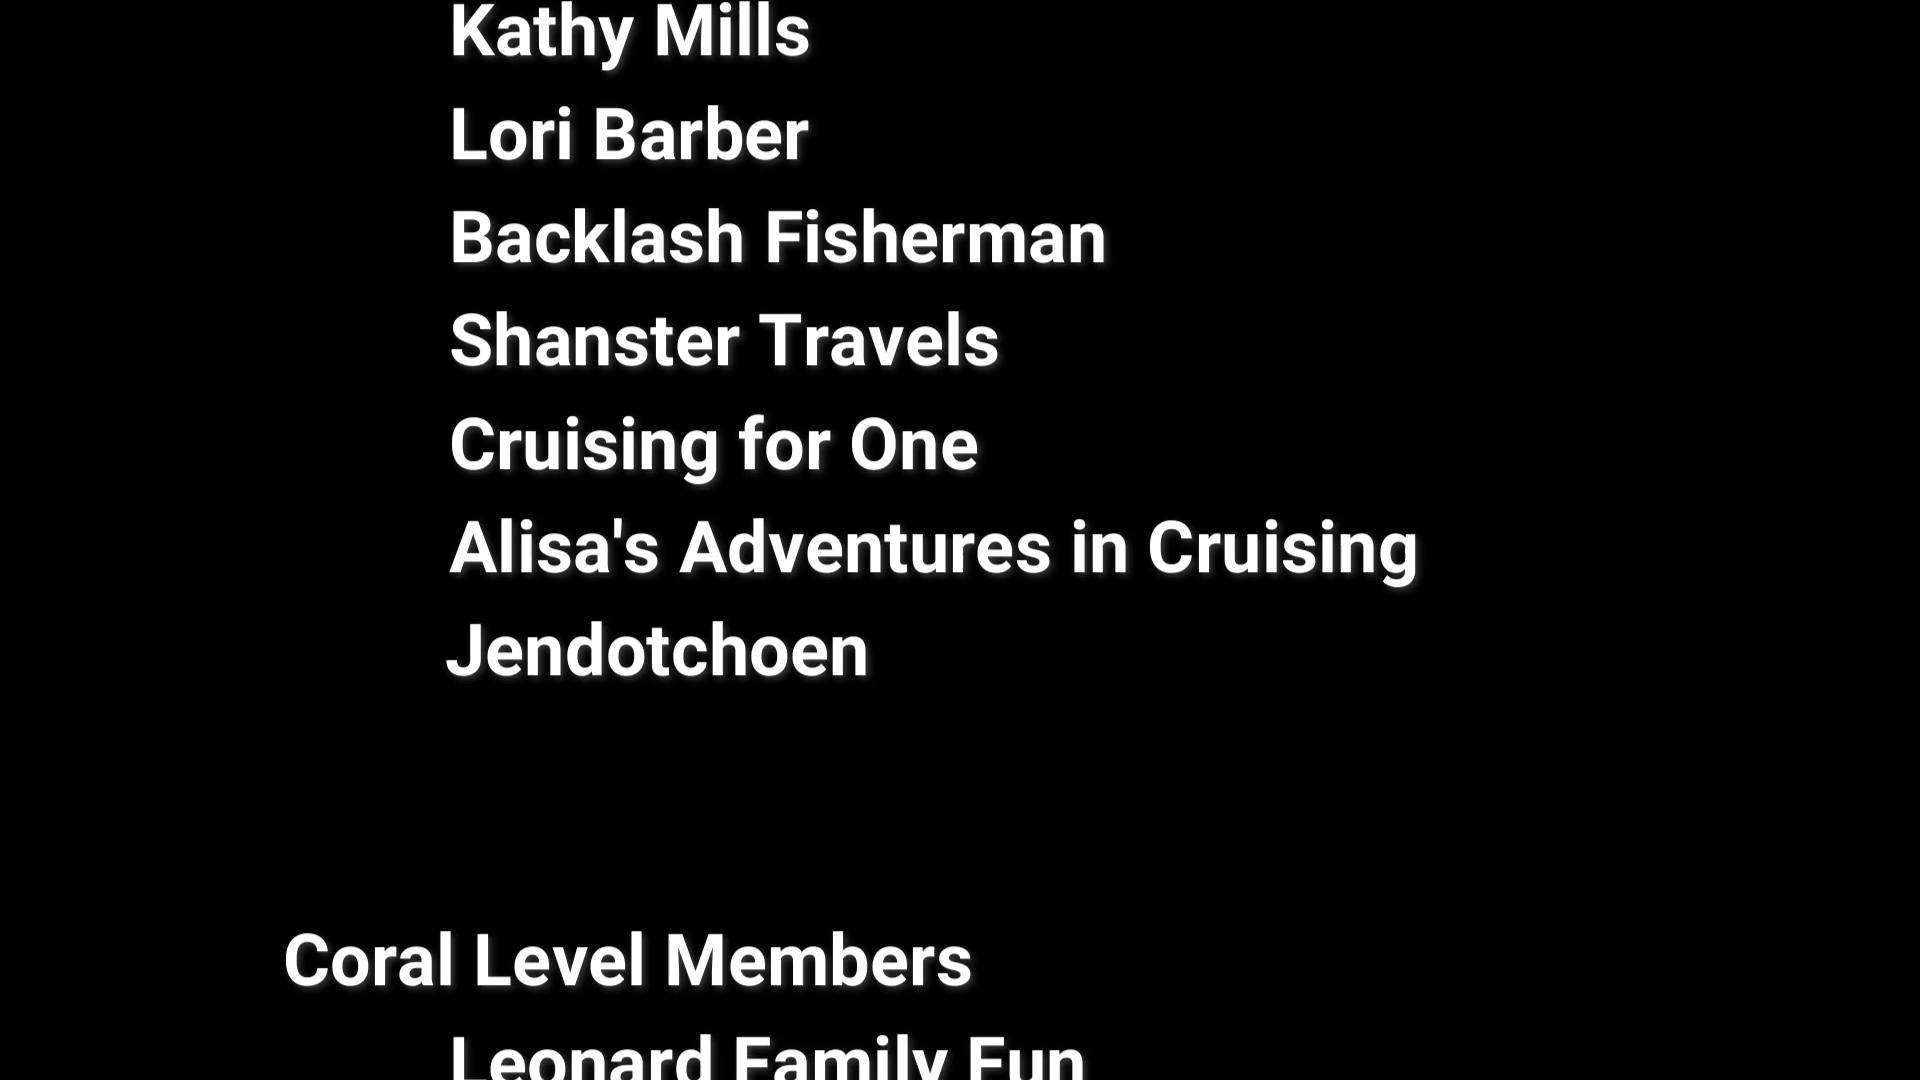 Kathy Mills
Lori Barber
Backlash Fisherman
Shanster Travels
Cruising for One
Alisa's Adventures in Cruising
Jendotchoen
Coral Level Members
Leonard Family Fun